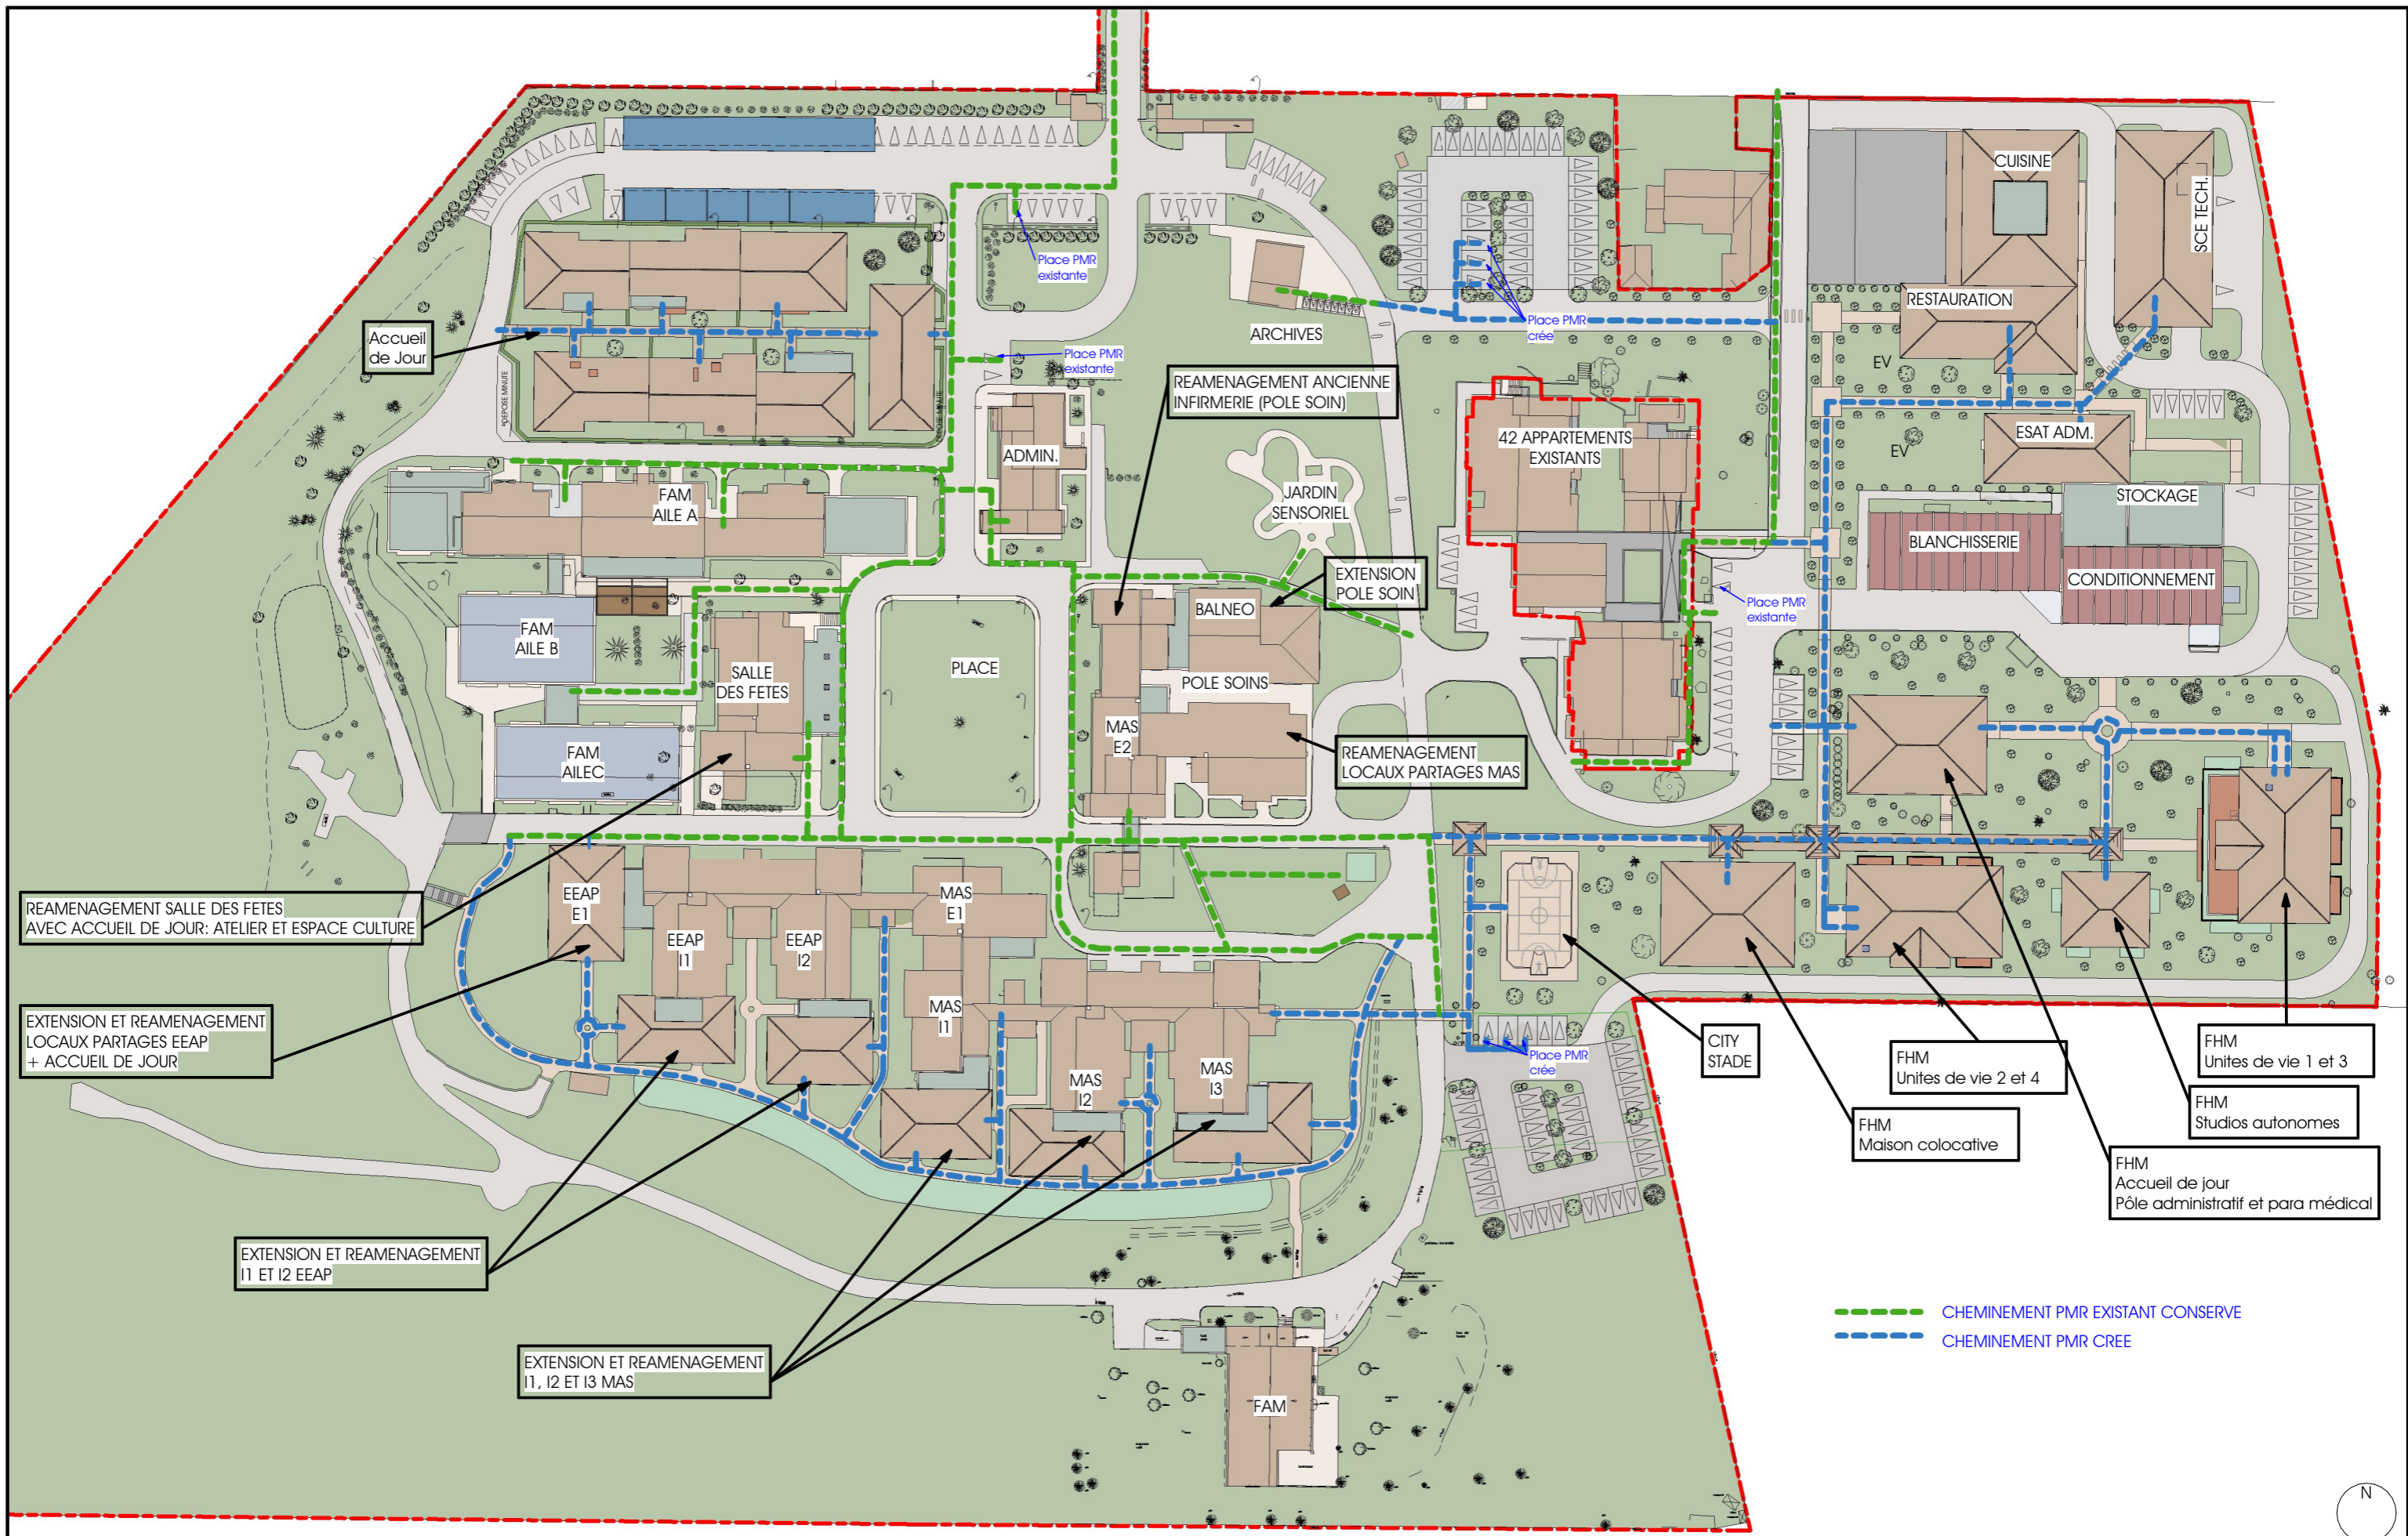 CUISINE
SCE TECH.
Place PMR
existante
RESTAURATION
Place PMR
crée
ARCHIVES
Accueil
de Jour
Place PMR
existante
DEPOSE MINUTE
EV
REAMENAGEMENT ANCIENNE
INFIRMERIE (POLE SOIN)
42 APPARTEMENTS
EXISTANTS
ESAT ADM.
EV
ADMIN.
FAM
AILE A
JARDIN
SENSORIEL
STOCKAGE
BLANCHISSERIE
CONDITIONNEMENT
EXTENSION
POLE SOIN
BALNEO
Place PMR
existante
FAM
AILE B
SALLE
DES FETES
PLACE
POLE SOINS
MAS
E2
FAM
AILEC
REAMENAGEMENT
LOCAUX PARTAGES MAS
REAMENAGEMENT SALLE DES FETES
AVEC ACCUEIL DE JOUR: ATELIER ET ESPACE CULTURE
EEAP
E1
MAS
E1
EEAP
I1
EEAP
I2
MAS
I1
EXTENSION ET REAMENAGEMENT
LOCAUX PARTAGES EEAP
+ ACCUEIL DE JOUR
MAS
I2
MAS
I3
Place PMR
crée
CITY
STADE
FHM
Unites de vie 2 et 4
FHM
Unites de vie 1 et 3
FHM
Studios autonomes
FHM
Maison colocative
FHM
Accueil de jour
Pôle administratif et para médical
EXTENSION ET REAMENAGEMENT
I1 ET I2 EEAP
EXTENSION ET REAMENAGEMENT
I1, I2 ET I3 MAS
CHEMINEMENT PMR EXISTANT CONSERVE
CHEMINEMENT PMR CREE
FAM
N